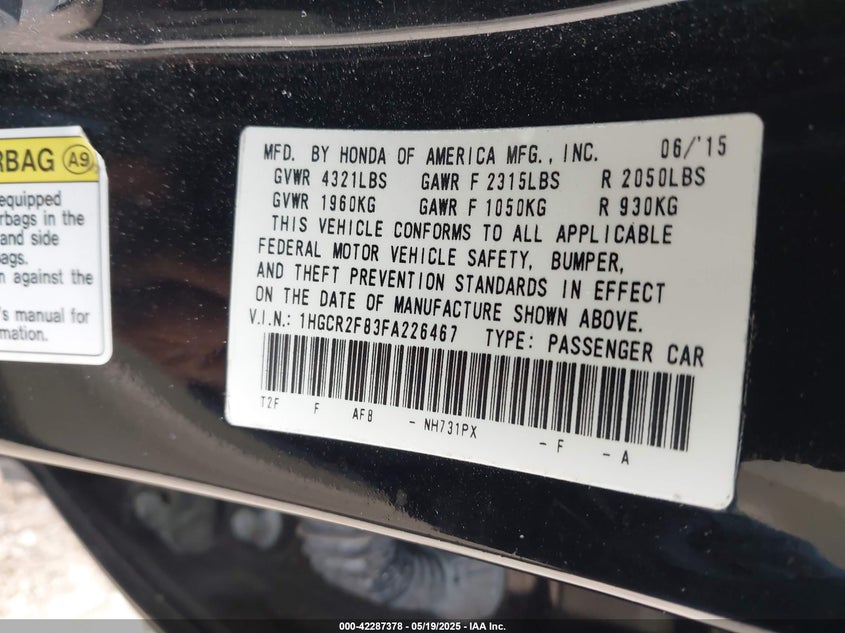 RBAG A9
equipped
rbags in the
and side
bags.
n against the
's manual for
rmation.
MFD. BY HONDA OF AMERICA MFG., INC. 06/'15
GVWR 4321LBS GAWR F 2315LBS R 2050LBS
GVWR 1960KG GAWR F 1050KG R 930KG
THIS VEHICLE CONFORMS TO ALL APPLICABLE
FEDERAL MOTOR VEHICLE SAFETY, BUMPER,
AND THEFT PREVENTION STANDARDS IN EFFECT
ON THE DATE OF MANUFACTURE SHOWN ABOVE.
V.I.N.: 1HGCR2F83FA226467 TYPE: PASSENGER CAR
T2F F AF8 - NH731PX - F - A
000-42287378 - 05/19/2025 - IAA Inc.